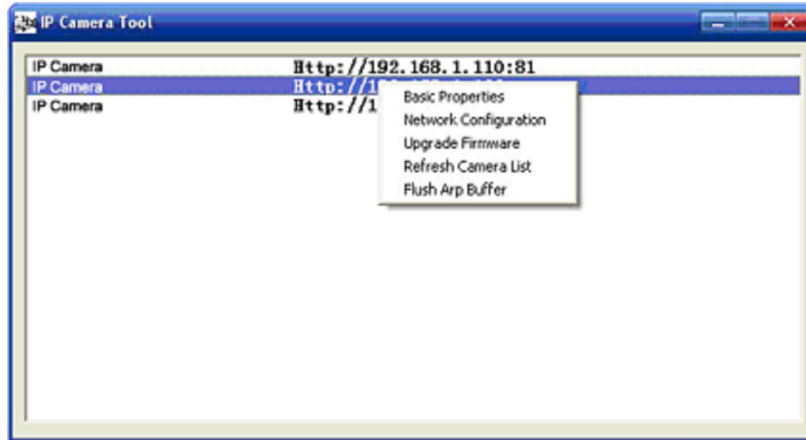 IP Camera Tool
IP Camera Http://192.168.1.110:81
IP Camera Http://1
IP Camera Http://1
Basic Properties
Network Configuration
Upgrade Firmware
Refresh Camera List
Flush Arp Buffer